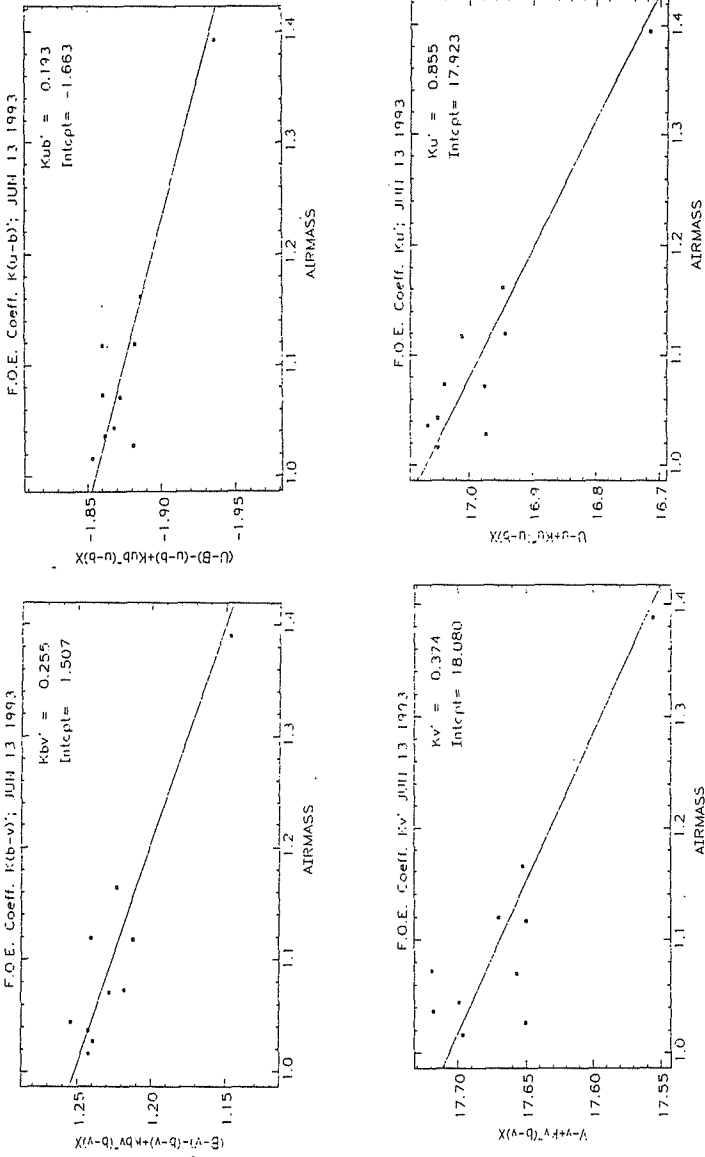 F.O.E. Coeff. K(b-v)'; JUN 13 1993
Kbv' = 0.255
Intcpt= 1.507
(B-V)-(b-v)+Kbv"(b-v)X
1.25
1.20
1.15
1.0
1.1
1.2
1.3
1.4
AIRMASS
F.O.E. Coeff. K(u-b)'; JUN 13 1993
Kub' = 0.193
Intcpt= -1.663
(U-B)-(u-b)+Kub"(u-b)X
-1.85
-1.90
-1.95
1.0
1.1
1.2
1.3
1.4
AIRMASS
F.O.E. Coeff. Kv' JUN 13 1993
Kv' = 0.374
Intcpt= 18.080
V-v+Kv"(b-v)X
17.70
17.65
17.60
17.55
1.0
1.1
1.2
1.3
1.4
AIRMASS
F.O.E. Coeff. Ku'; JUN 13 1993
Ku' = 0.855
Intcpt= 17.923
U-u+Ku"(u-b)X
17.0
16.9
16.8
16.7
1.0
1.1
1.2
1.3
1.4
AIRMASS